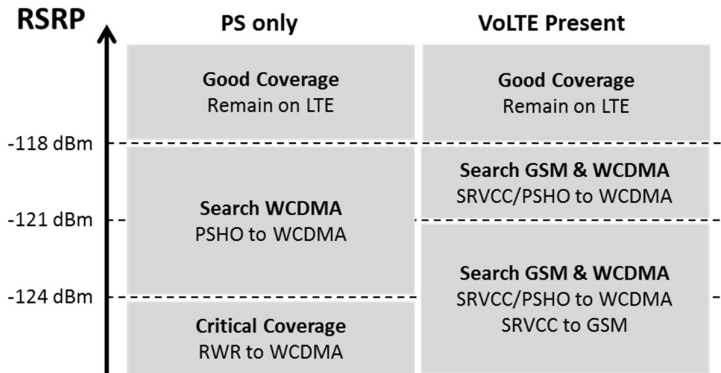 RSRP
PS only
VoLTE Present
Good Coverage
Remain on LTE
Good Coverage
Remain on LTE
-118 dBm
Search GSM & WCDMA
SRVCC/PSHO to WCDMA
Search WCDMA
PSHO to WCDMA
-121 dBm
Search GSM & WCDMA
SRVCC/PSHO to WCDMA
SRVCC to GSM
-124 dBm
Critical Coverage
RWR to WCDMA